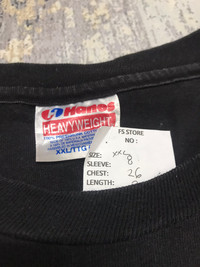 Hanes
HEAVYWEIGHT
XXL/TTG
FS STORE
NO :
SIZE: XXL
SLEEVE: 8
CHEST: 26
LENGTH: